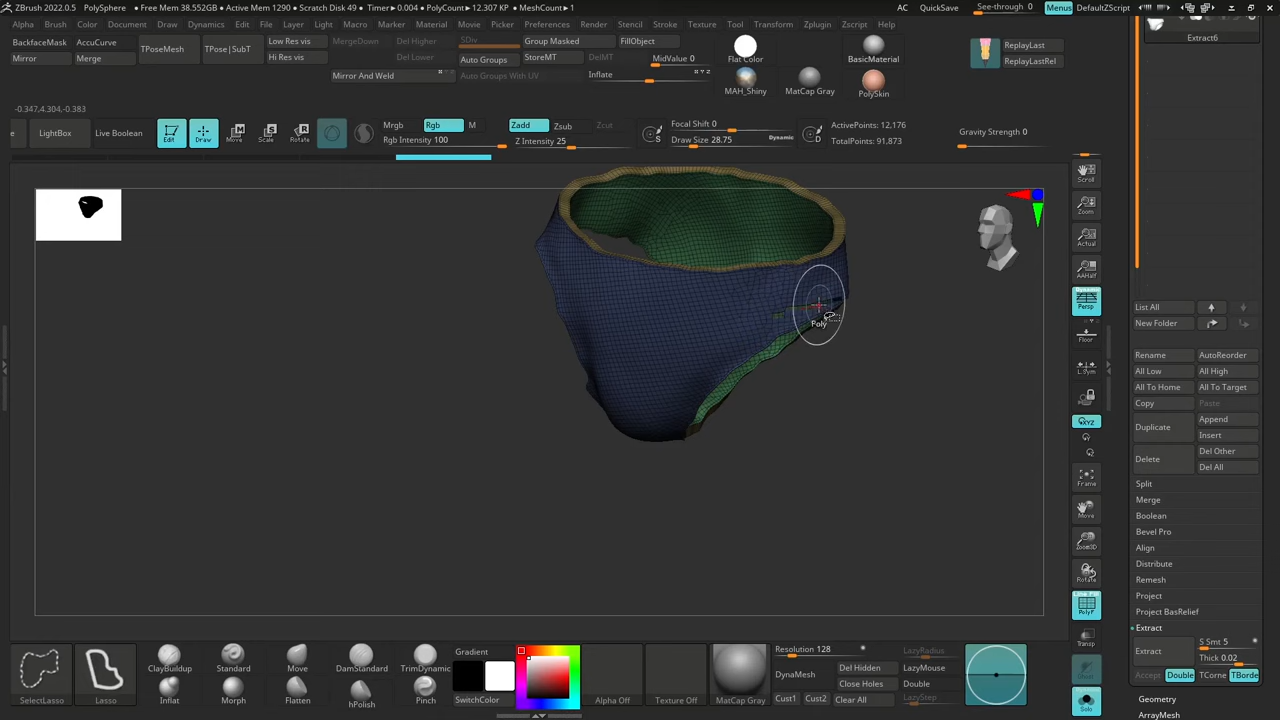 ZBrush 2022.0.5 PolySphere • Free Mem 38.552GB • Active Mem 1290 • Scratch Disk 49 • Timer▸0.004 • PolyCount▸12.307 KP • MeshCount▸1
AC QuickSave See-through 0 Menus DefaultZScript
Alpha Brush Color Document Draw Dynamics Edit File Layer Light Macro Marker Material Movie Picker Preferences Render Stencil Stroke Texture Tool Transform Zplugin Zscript Help
Extract6
BackfaceMask AccuCurve TPoseMesh TPose|SubT Low Res vis MergeDown Del Higher SDiv Group Masked FillObject
Mirror Merge Hi Res vis Del Lower Auto Groups StoreMT DelMT MidValue 0
Mirror And Weld Auto Groups With UV Inflate
Flat Color BasicMaterial ReplayLast
MAH_Shiny MatCap Gray PolySkin ReplayLastRel
-0.347,4.304,-0.383
e LightBox Live Boolean Edit Draw Move Scale Rotate
Mrgb Rgb M Zadd Zsub Zcut
Rgb Intensity 100 Z Intensity 25
Focal Shift 0
Draw Size 28.75 Dynamic
ActivePoints: 12,176
TotalPoints: 91,873
Gravity Strength 0
Scroll
Zoom
Actual
AAHalf
Dynamic
Persp
Floor
L.Sym
XYZ
Frame
Move
Zoom3D
Rotate
Line Fill
PolyF
Transp
Solo
Poly
List All
New Folder
Rename AutoReorder
All Low All High
All To Home All To Target
Copy Paste
Duplicate Append
Insert
Delete Del Other
Del All
Split
Merge
Boolean
Bevel Pro
Align
Distribute
Remesh
Project
Project BasRelief
Extract
Extract S Smt 5
Thick 0.02
Accept Double TCorne TBorde
Geometry
ArrayMesh
SelectLasso Lasso ClayBuildup Standard Move DamStandard TrimDynamic
Inflat Morph Flatten hPolish Pinch
Gradient
SwitchColor
Alpha Off Texture Off MatCap Gray
Resolution 128
DynaMesh Del Hidden
Close Holes
Cust1 Cust2 Clear All
LazyRadius
LazyMouse
Double
LazyStep